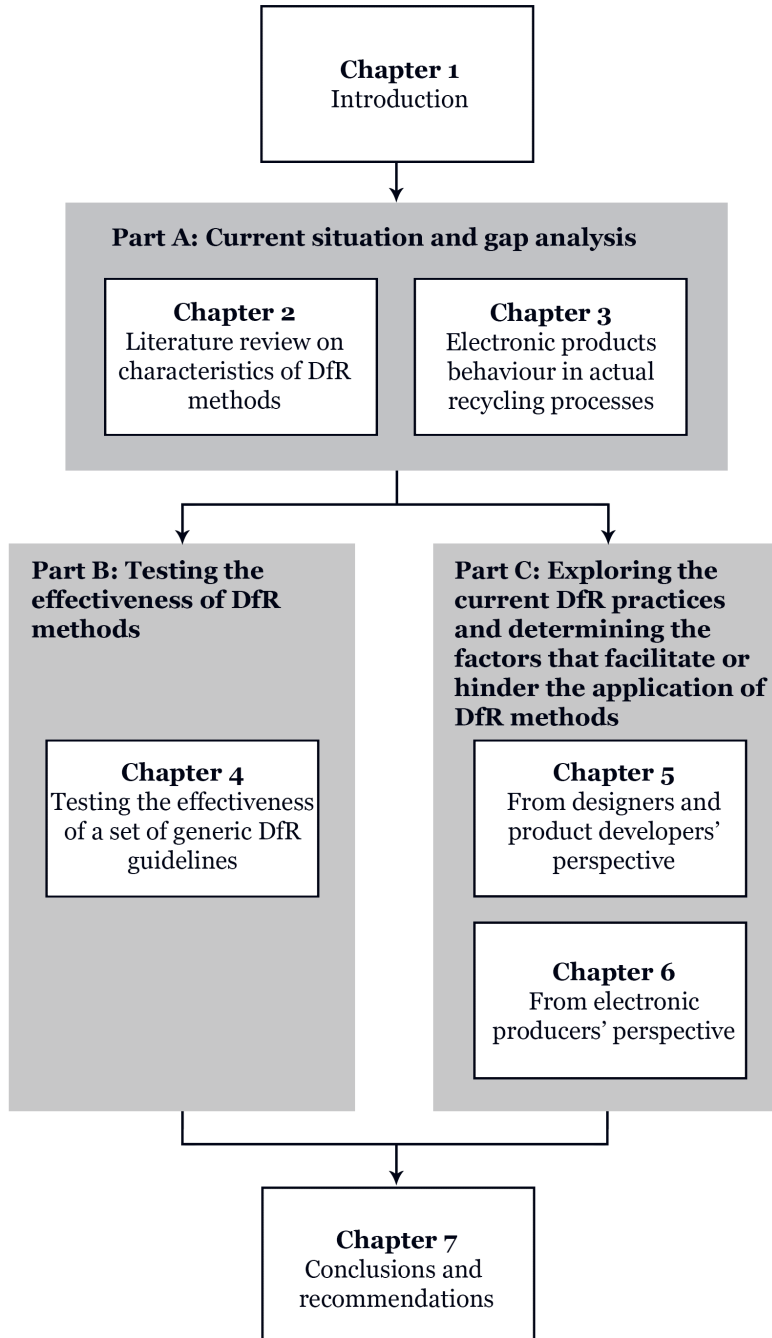 Chapter 1
Introduction
Part A: Current situation and gap analysis
Chapter 2
Literature review on
characteristics of DfR
methods
Chapter 3
Electronic products
behaviour in actual
recycling processes
Part B: Testing the
effectiveness of DfR
methods
Chapter 4
Testing the effectiveness
of a set of generic DfR
guidelines
Part C: Exploring the
current DfR practices
and determining the
factors that facilitate or
hinder the application of
DfR methods
Chapter 5
From designers and
product developers’
perspective
Chapter 6
From electronic
producers’ perspective
Chapter 7
Conclusions and
recommendations